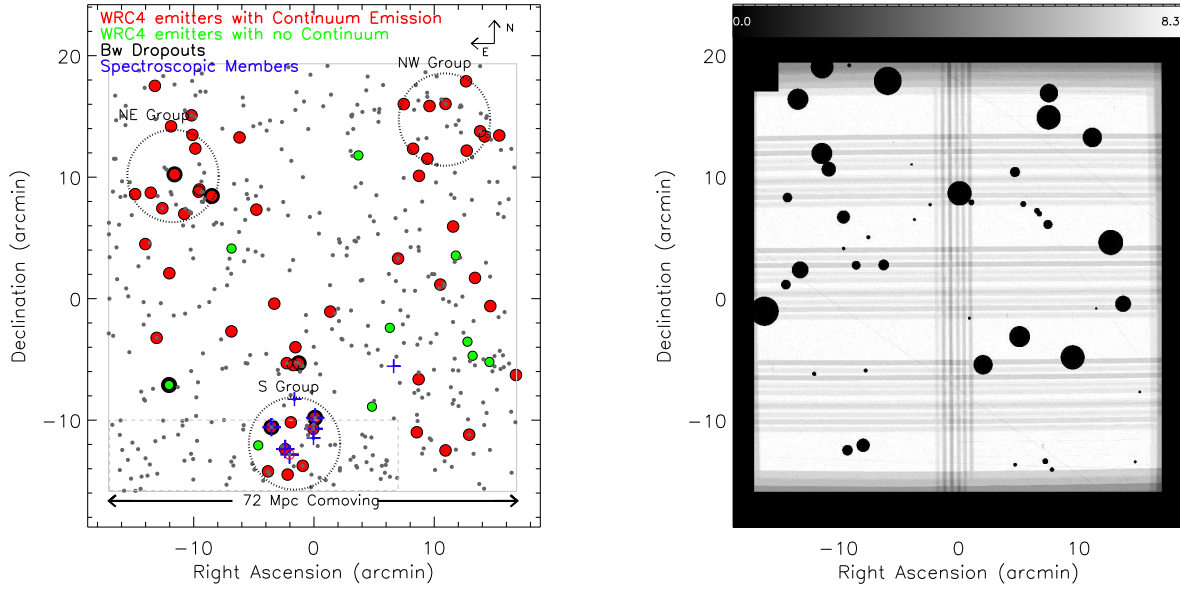 WRC4 emitters with Continuum Emission
WRC4 emitters with no Continuum
Bw Dropouts
Spectroscopic Members
N
E
NW Group
NE Group
S Group
72 Mpc Comoving
20
10
0
−10
Declination (arcmin)
−10 0 10
Right Ascension (arcmin)
0.0 8.3
20
10
0
−10
Declination (arcmin)
−10 0 10
Right Ascension (arcmin)